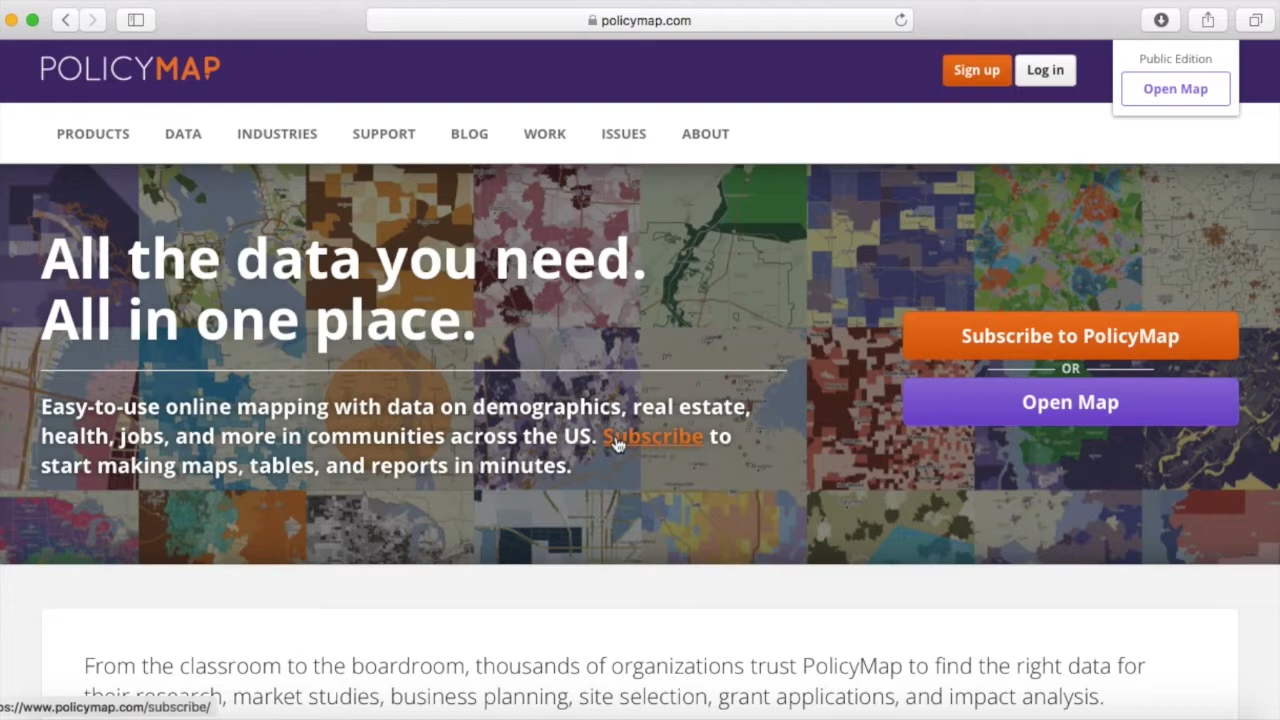 policymap.com
POLICYMAP
Sign up
Log in
Public Edition
Open Map
PRODUCTS DATA INDUSTRIES SUPPORT BLOG WORK ISSUES ABOUT
All the data you need.
All in one place.
Easy-to-use online mapping with data on demographics, real estate,
health, jobs, and more in communities across the US. Subscribe to
start making maps, tables, and reports in minutes.
Subscribe to PolicyMap
OR
Open Map
From the classroom to the boardroom, thousands of organizations trust PolicyMap to find the right data for
their research, market studies, business planning, site selection, grant applications, and impact analysis.
ps://www.policymap.com/subscribe/